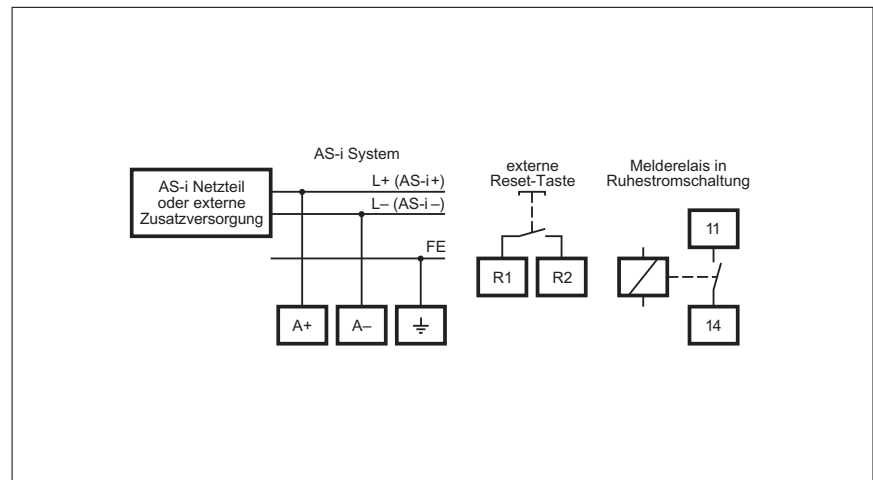 AS-i System
AS-i Netzteil
oder externe
Zusatzversorgung
L+ (AS-i+)
L– (AS-i –)
FE
A+
A–
externe
Reset-Taste
R1
R2
Melderelais in
Ruhestromschaltung
11
14